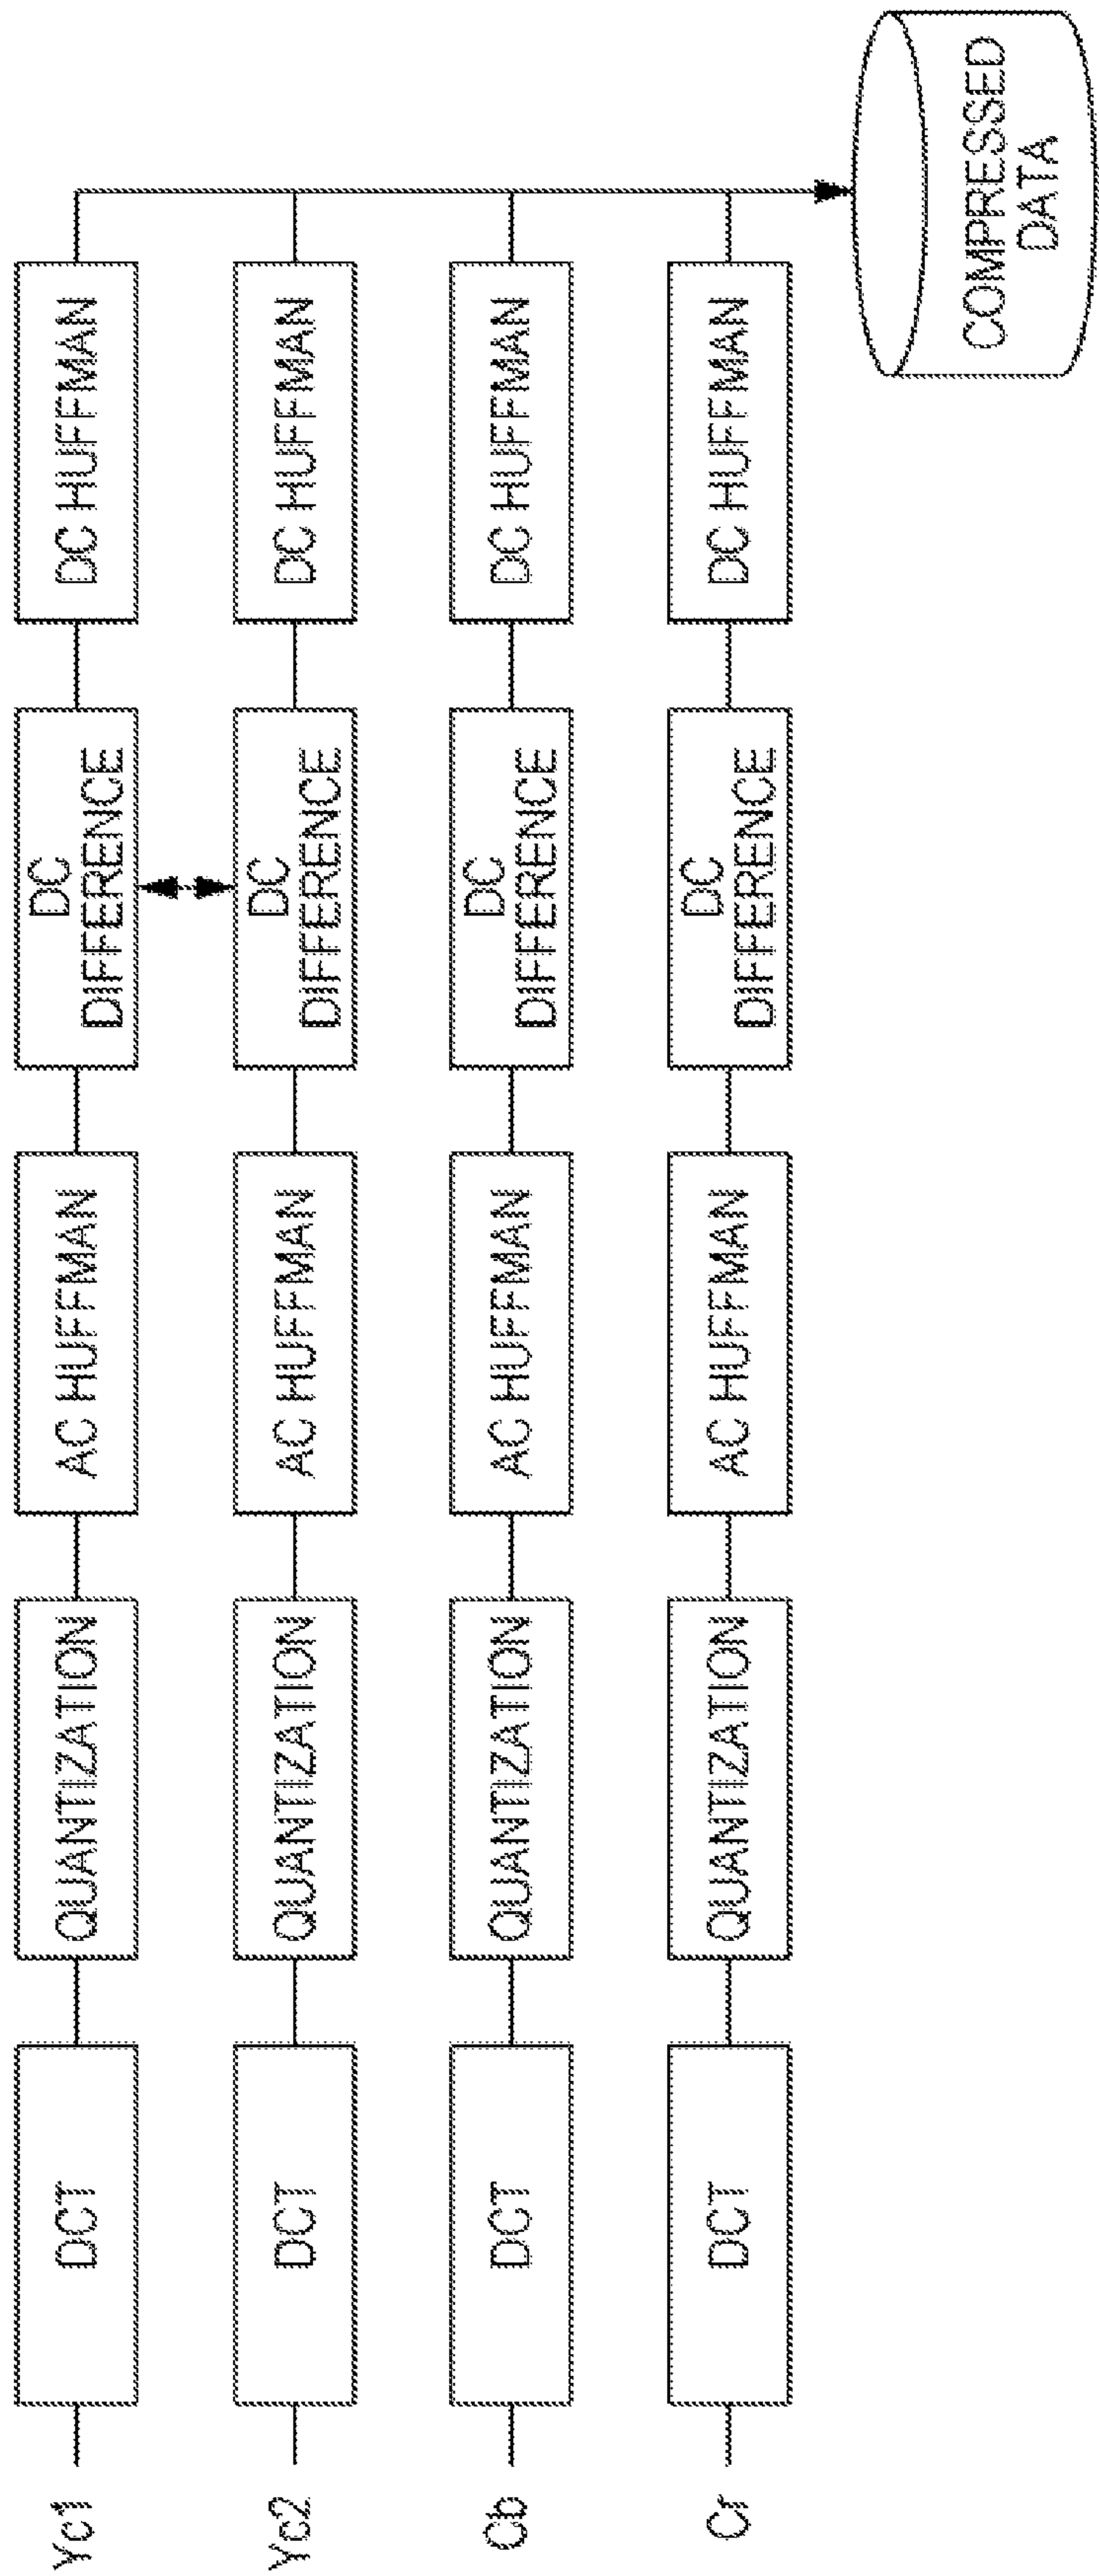 Yc1
DCT
QUANTIZATION
AC HUFFMAN
DC
DIFFERENCE
DC HUFFMAN
Yc2
DCT
QUANTIZATION
AC HUFFMAN
DC
DIFFERENCE
DC HUFFMAN
Cb
DCT
QUANTIZATION
AC HUFFMAN
DC
DIFFERENCE
DC HUFFMAN
Cr
DCT
QUANTIZATION
AC HUFFMAN
DC
DIFFERENCE
DC HUFFMAN
COMPRESSED
DATA